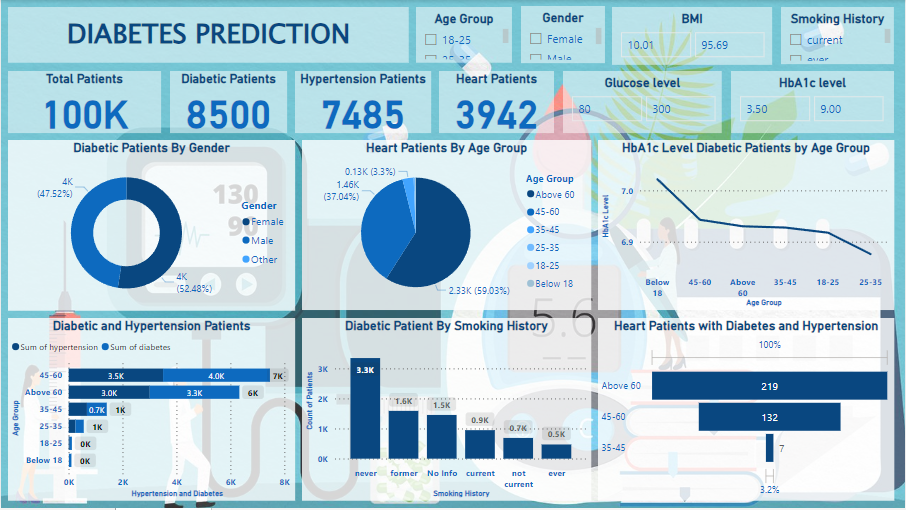 DIABETES PREDICTION
Age Group
18-25
25-35
Gender
Female
Male
BMI
10.01
95.69
Smoking History
current
ever
Total Patients
100K
Diabetic Patients
8500
Hypertension Patients
7485
Heart Patients
3942
Glucose level
80
300
HbA1c level
3.50
9.00
Diabetic Patients By Gender
4K
(47.52%)
4K
(52.48%)
Gender
Female
Male
Other
130
90
Heart Patients By Age Group
0.13K (3.3%)
1.46K
(37.04%)
2.33K (59.03%)
Age Group
Above 60
45-60
35-45
25-35
18-25
Below 18
HbA1c Level Diabetic Patients by Age Group
HbA1c Level
7.0
6.9
Below
18
45-60
Above
60
35-45
18-25
25-35
Age Group
Diabetic and Hypertension Patients
Sum of hypertension
Sum of diabetes
Age Group
45-60
3.5K
4.0K
7K
Above 60
3.0K
3.3K
6K
35-45
0.7K
1K
25-35
1K
18-25
0K
Below 18
0K
0K
2K
4K
6K
8K
Hypertension and Diabetes
5.6
Diabetic Patient By Smoking History
Count of Patients
3K
2K
1K
0K
3.3K
1.6K
1.5K
0.9K
0.7K
0.5K
never
former
No Info
current
not
current
ever
Smoking History
Heart Patients with Diabetes and Hypertension
100%
Above 60
219
45-60
132
35-45
7
3.2%